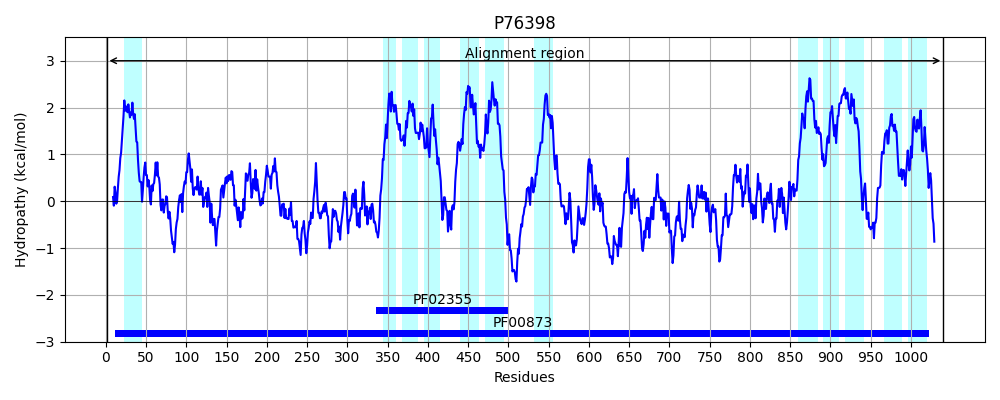 P76398
Hydropathy (kcal/mol)
3
2
1
0
−1
−2
−3
Alignment region
PF02355
PF00873
0 50 100 150 200 250 300 350 400 450 500 550 600 650 700 750 800 850 900 950 1000
Residues